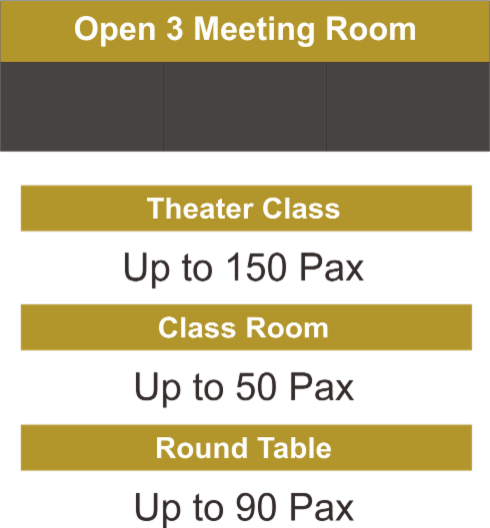 Open 3 Meeting Room
Theater Class
Up to 150 Pax
Class Room
Up to 50 Pax
Round Table
Up to 90 Pax